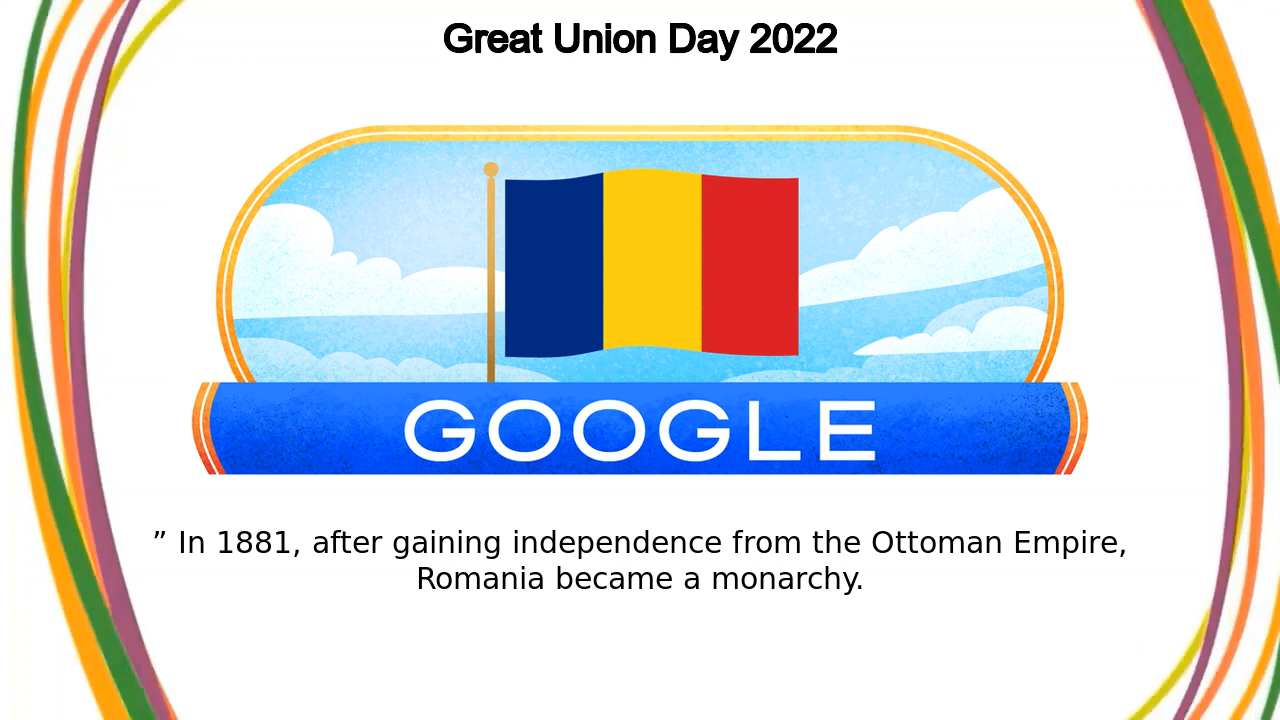 Great Union Day 2022
GOOGLE
” In 1881, after gaining independence from the Ottoman Empire,
Romania became a monarchy.